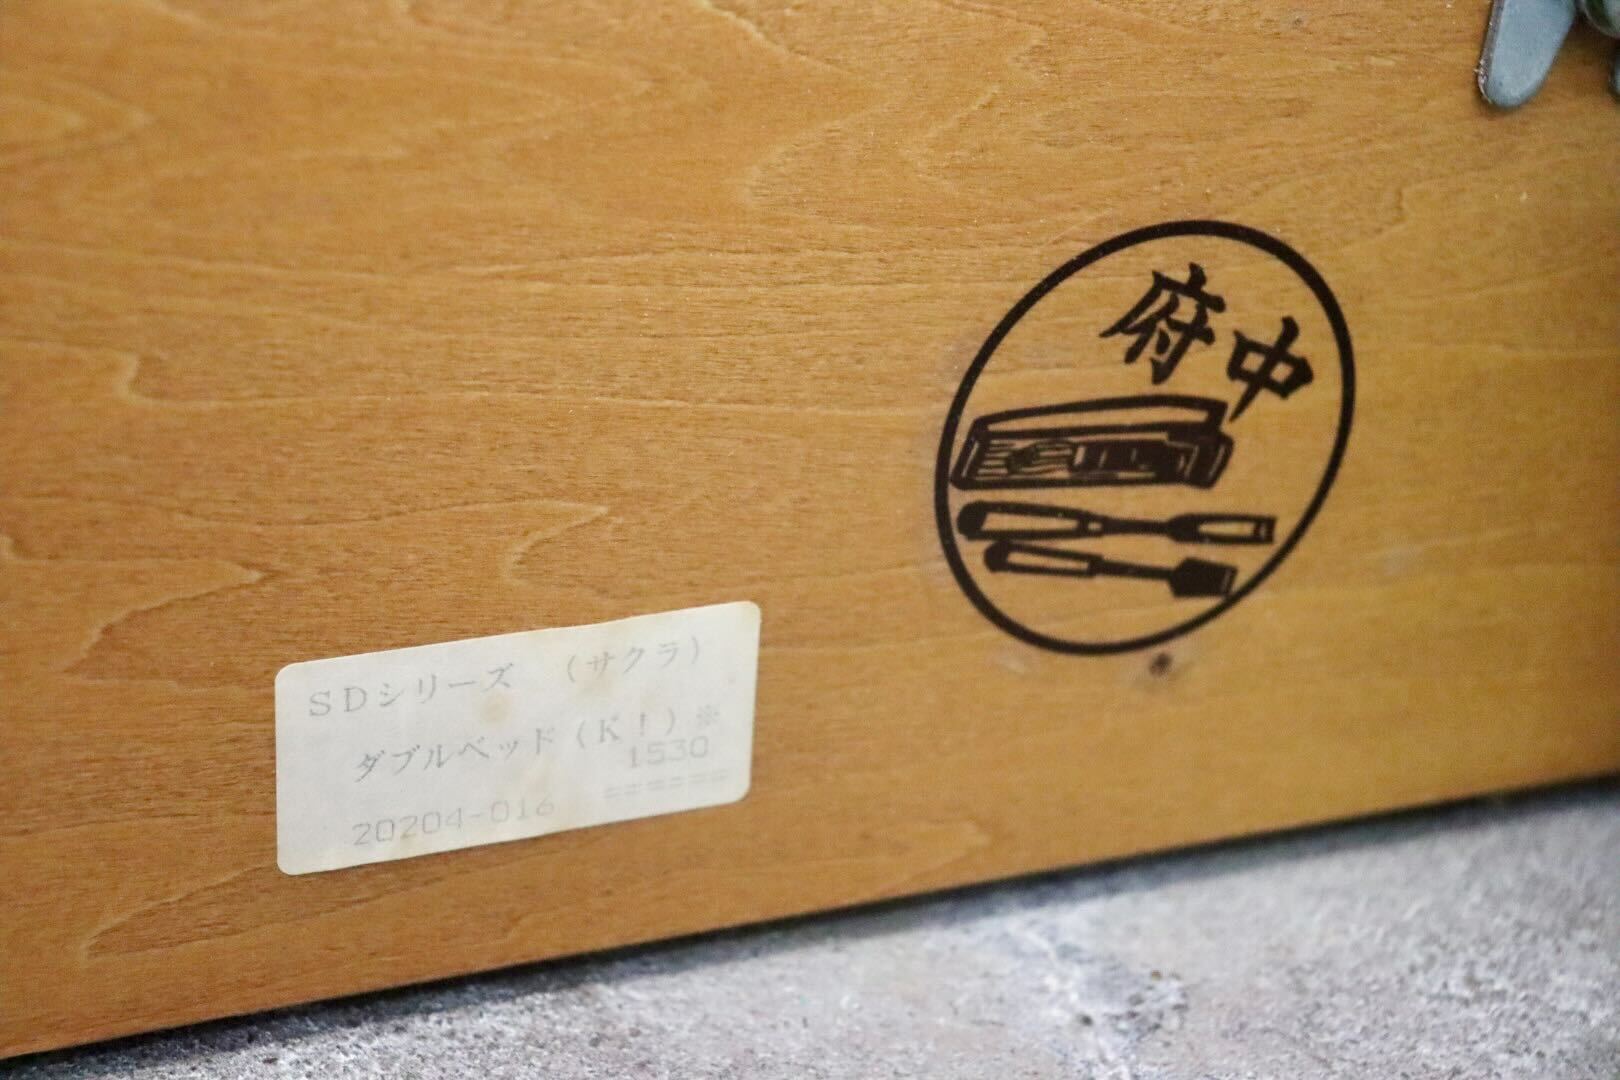 府中
SDシリーズ （サクラ）
ダブルベッド（K！）※
1530
20204-016 ======